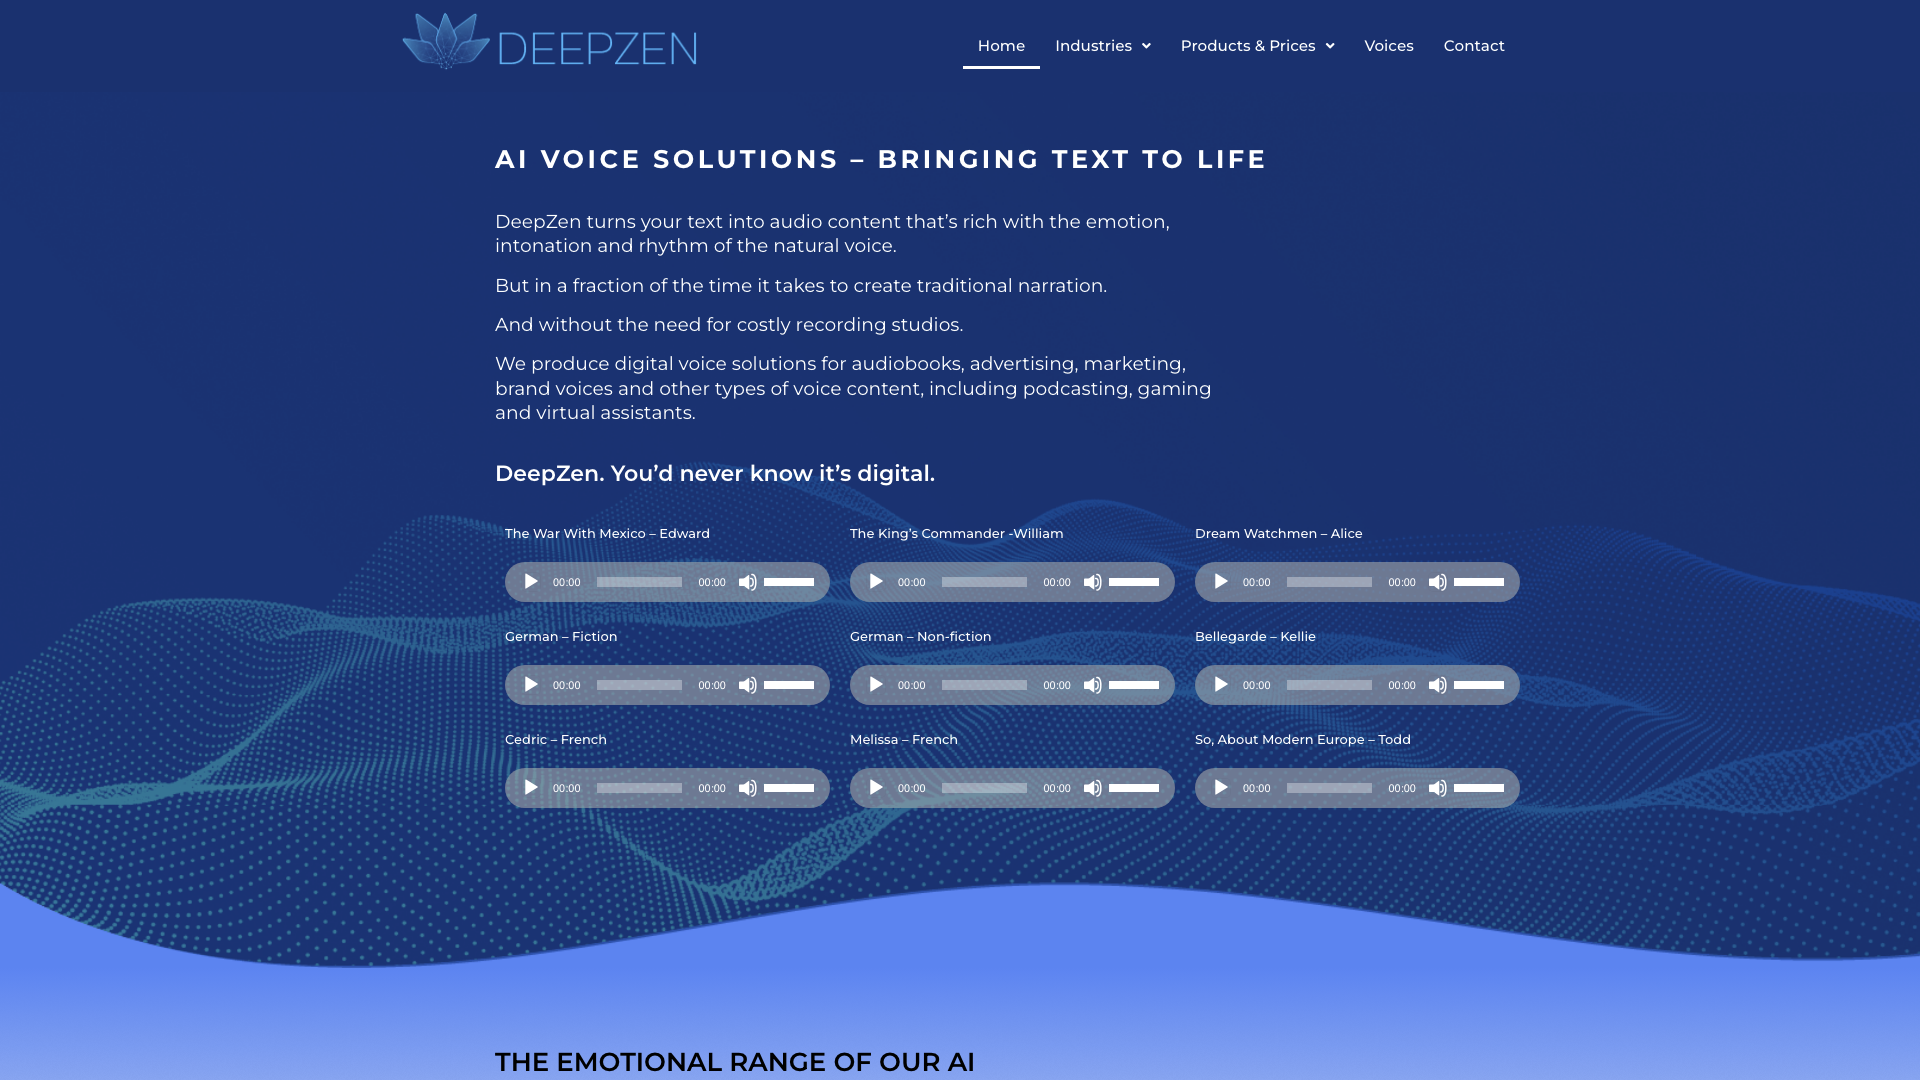 DEEPZEN
Home Industries Products & Prices Voices Contact
AI VOICE SOLUTIONS – BRINGING TEXT TO LIFE
DeepZen turns your text into audio content that’s rich with the emotion,
intonation and rhythm of the natural voice.
But in a fraction of the time it takes to create traditional narration.
And without the need for costly recording studios.
We produce digital voice solutions for audiobooks, advertising, marketing,
brand voices and other types of voice content, including podcasting, gaming
and virtual assistants.
DeepZen. You’d never know it’s digital.
The War With Mexico – Edward The King’s Commander -William Dream Watchmen – Alice
00:00 00:00 00:00 00:00 00:00 00:00
German – Fiction German – Non-fiction Bellegarde – Kellie
00:00 00:00 00:00 00:00 00:00 00:00
Cedric – French Melissa – French So, About Modern Europe – Todd
00:00 00:00 00:00 00:00 00:00 00:00
THE EMOTIONAL RANGE OF OUR AI